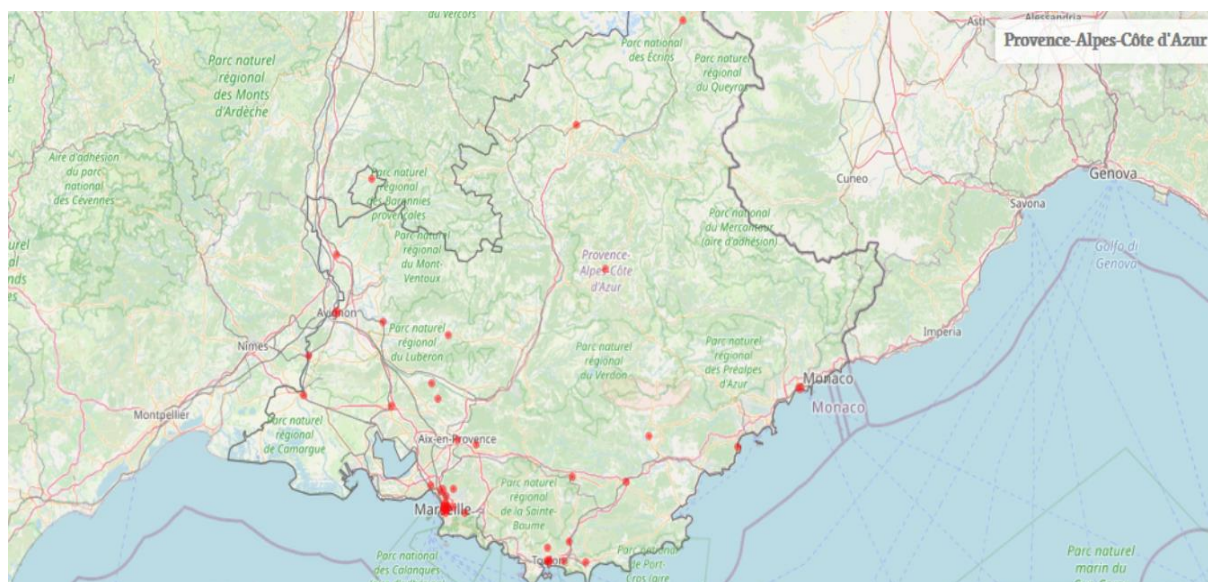 du Vercors
Asti
Alessandria
Provence-Alpes-Côte d'Azur
Parc national
des Écrins
Parc
naturel
régional
du Queyras
Parc naturel
régional
des Monts
d'Ardèche
Aire d'adhésion
du parc
national
des Cévennes
Parc naturel
régional
des Baronnies
provençales
Cuneo
Genova
Savona
Parc national
du Mercantour
(aire d'adhésion)
Golfo di
Genova
Parc naturel
régional
du Mont-
Ventoux
Provence-
Alpes-Côte
d'Azur
Avignon
Parc naturel
régional
du Luberon
Nîmes
Imperia
Parc naturel
régional
du Verdon
Parc naturel
régional
des Préalpes
d'Azur
Monaco
Monaco
Montpellier
Parc naturel
régional
de Camargue
Aix-en-Provence
Parc naturel
régional
de la Sainte-
Baume
Marseille
Toulon
Parc national
des Calanques
Parc national
de Port-
Cros (aire
Parc naturel
marin du